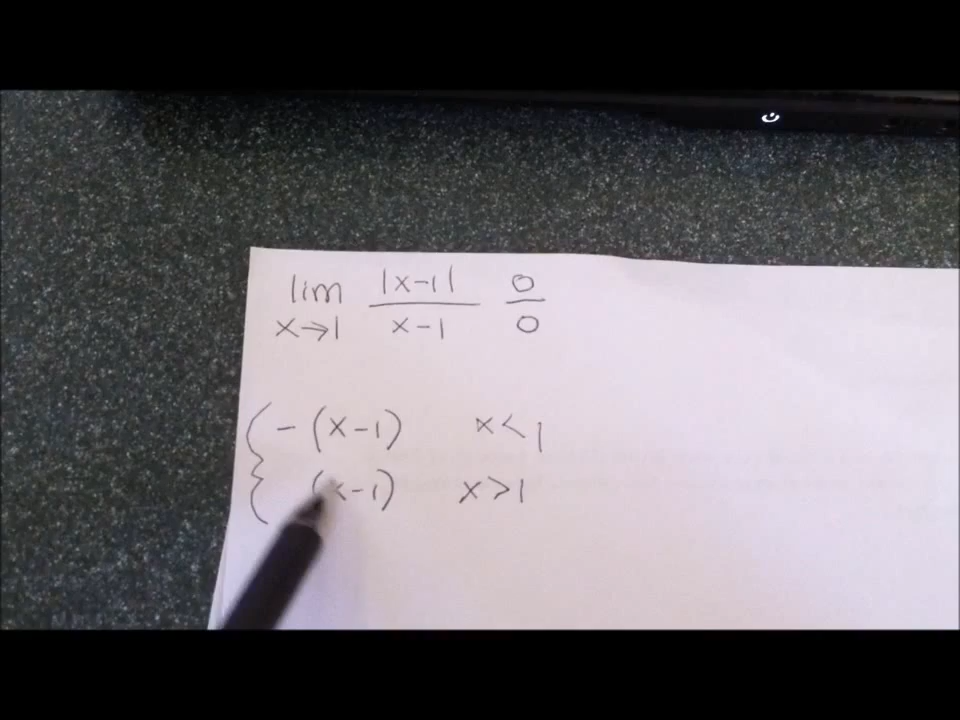 lim |x-1| 0
x→1 x-1 0
{ -(x-1) x<1
(x-1) x>1